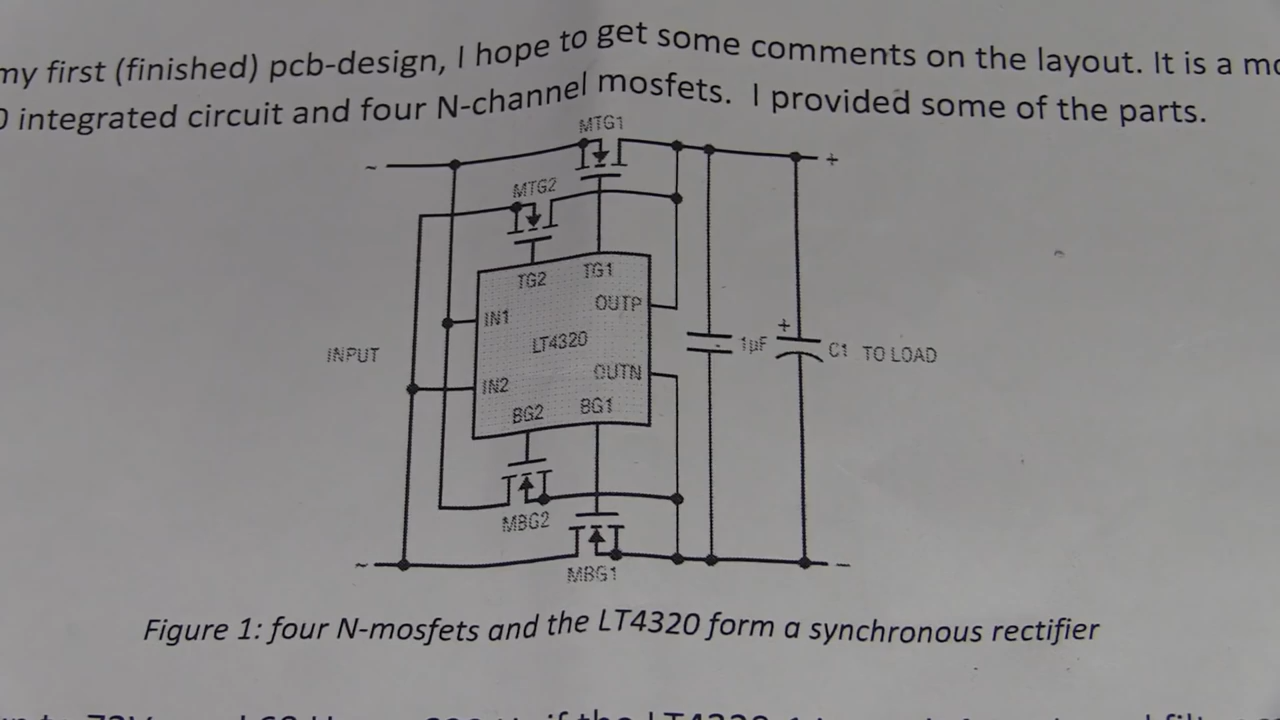 my first (finished) pcb-design, I hope to get some comments on the layout. It is a
integrated circuit and four N-channel mosfets. I provided some of the parts.
MTG1
~ +
MTG2
TG2 TG1
OUTP
IN1
LT4320
INPUT
+
1µF C1 TO LOAD
OUTN
IN2
BG2 BG1
MBG2
~ −
MBG1
Figure 1: four N-mosfets and the LT4320 form a synchronous rectifier